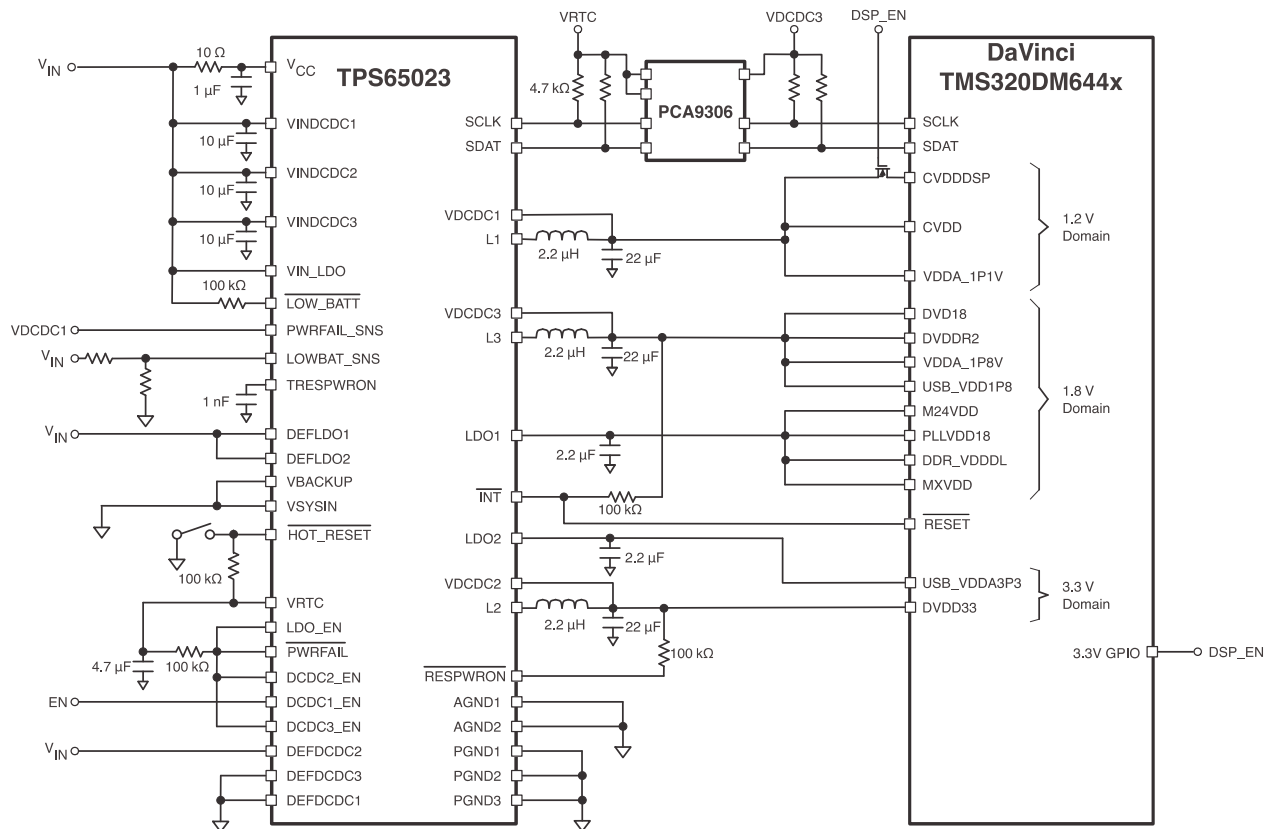 VRTC
VDCDC3
DSP_EN
DaVinci
TMS320DM644x
TPS65023
PCA9306
4.7 kΩ
VIN
10 Ω
1 µF
VCC
10 µF
VINDCDC1
10 µF
VINDCDC2
10 µF
VINDCDC3
VIN_LDO
100 kΩ
LOW_BATT
VDCDC1
PWRFAIL_SNS
VIN
LOWBAT_SNS
TRESPWRON
1 nF
VIN
DEFLDO1
DEFLDO2
VBACKUP
VSYSIN
HOT_RESET
100 kΩ
VRTC
LDO_EN
PWRFAIL
4.7 µF
100 kΩ
DCDC2_EN
EN
DCDC1_EN
DCDC3_EN
VIN
DEFDCDC2
DEFDCDC3
DEFDCDC1
SCLK
SDAT
VDCDC1
L1
2.2 µH
22 µF
VDCDC3
L3
2.2 µH
22 µF
LDO1
2.2 µF
INT
100 kΩ
LDO2
2.2 µF
VDCDC2
L2
2.2 µH
22 µF
100 kΩ
RESPWRON
AGND1
AGND2
PGND1
PGND2
PGND3
SCLK
SDAT
CVDDDSP
CVDD
VDDA_1P1V
1.2 V
Domain
DVD18
DVDDR2
VDDA_1P8V
USB_VDD1P8
M24VDD
PLLVDD18
DDR_VDDDL
MXVDD
1.8 V
Domain
RESET
USB_VDDA3P3
DVDD33
3.3 V
Domain
3.3V GPIO
DSP_EN